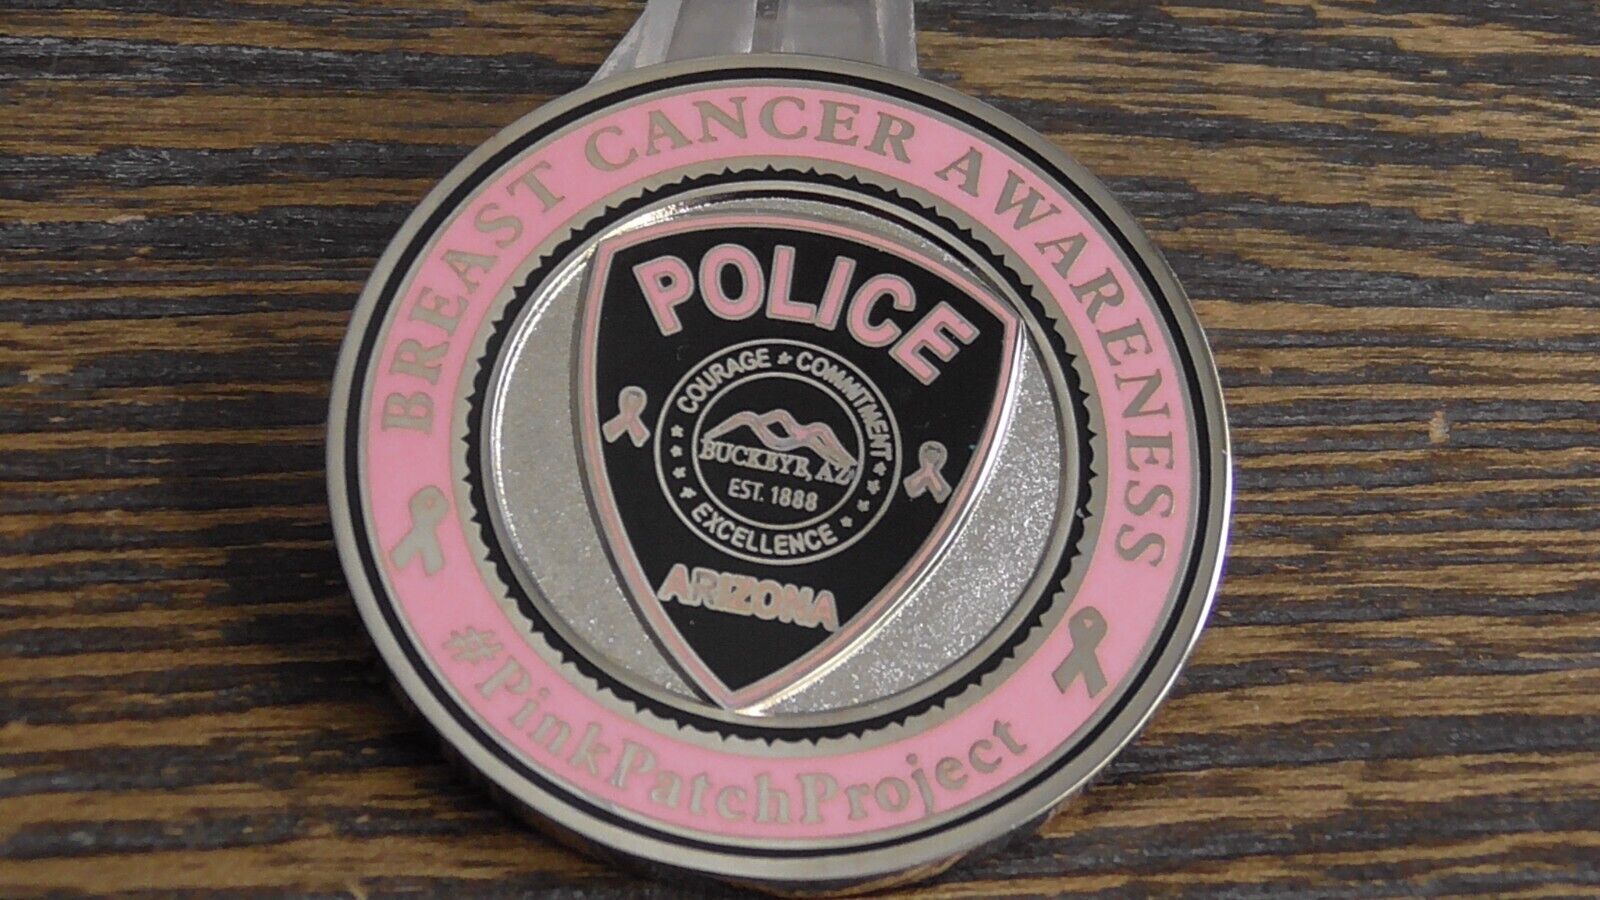 BREAST CANCER AWARENESS
POLICE
COURAGE * COMMITMENT
BUCKEYE, AZ
EST. 1888
EXCELLENCE
ARIZONA
#PinkPatchProject